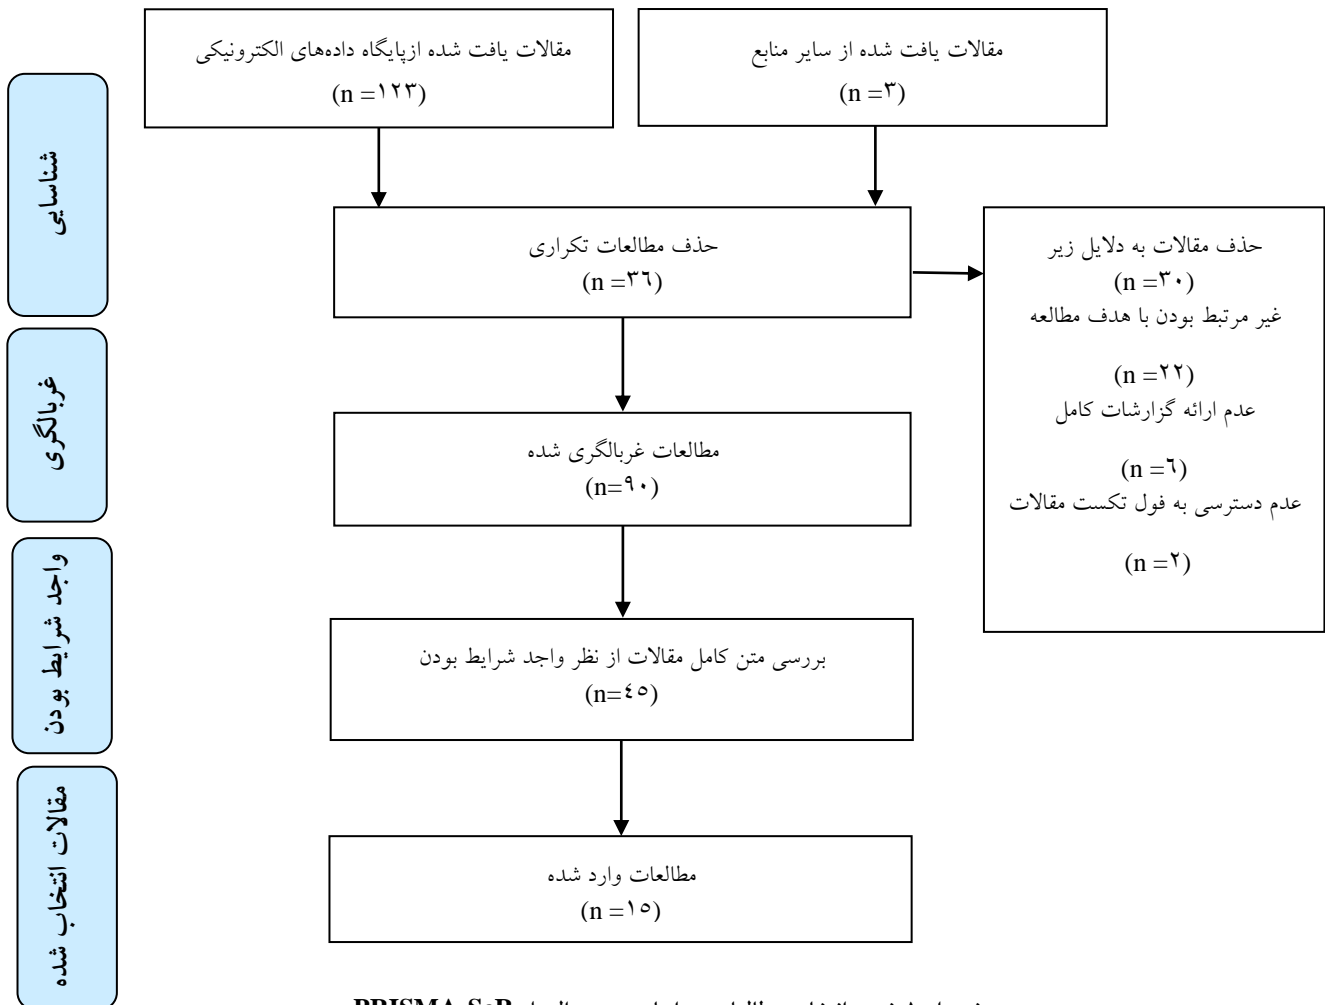 مقالات یافت شده ازپایگاه داده‌های الکترونیکی
(n =۱۲۳)
مقالات یافت شده از سایر منابع
(n =۳)
شناسایی
حذف مطالعات تکراری
(n =۳٦)
حذف مقالات به دلایل زیر
(n =۳۰)
غیر مرتبط بودن با هدف مطالعه
(n =۲۲)
عدم ارائه گزارشات کامل
(n =٦)
عدم دسترسی به فول تکست مقالات
(n =۲)
غربالگری
مطالعات غربالگری شده
(n=۹۰)
واجد شرایط بودن
بررسی متن کامل مقالات از نظر واجد شرایط بودن
(n=٤٥)
مقالات انتخاب شده
مطالعات وارد شده
(n =۱٥)
PRISMA-ScR